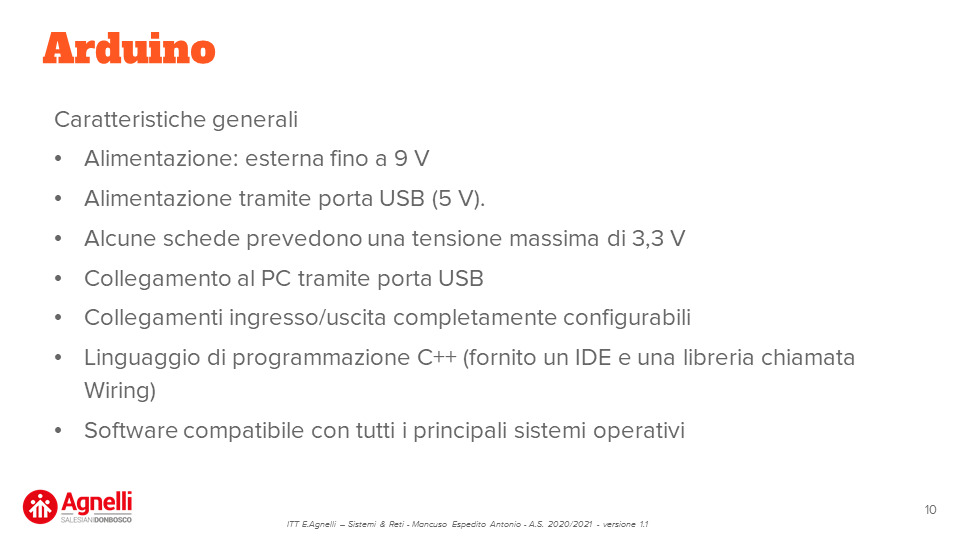 Arduino
Caratteristiche generali
• Alimentazione: esterna fino a 9 V
• Alimentazione tramite porta USB (5 V).
• Alcune schede prevedono una tensione massima di 3,3 V
• Collegamento al PC tramite porta USB
• Collegamenti ingresso/uscita completamente configurabili
• Linguaggio di programmazione C++ (fornito un IDE e una libreria chiamata
Wiring)
• Software compatibile con tutti i principali sistemi operativi
Agnelli
SALESIANI DONBOSCO
ITT E.Agnelli – Sistemi & Reti - Mancuso Espedito Antonio - A.S. 2020/2021 - versione 1.1
10